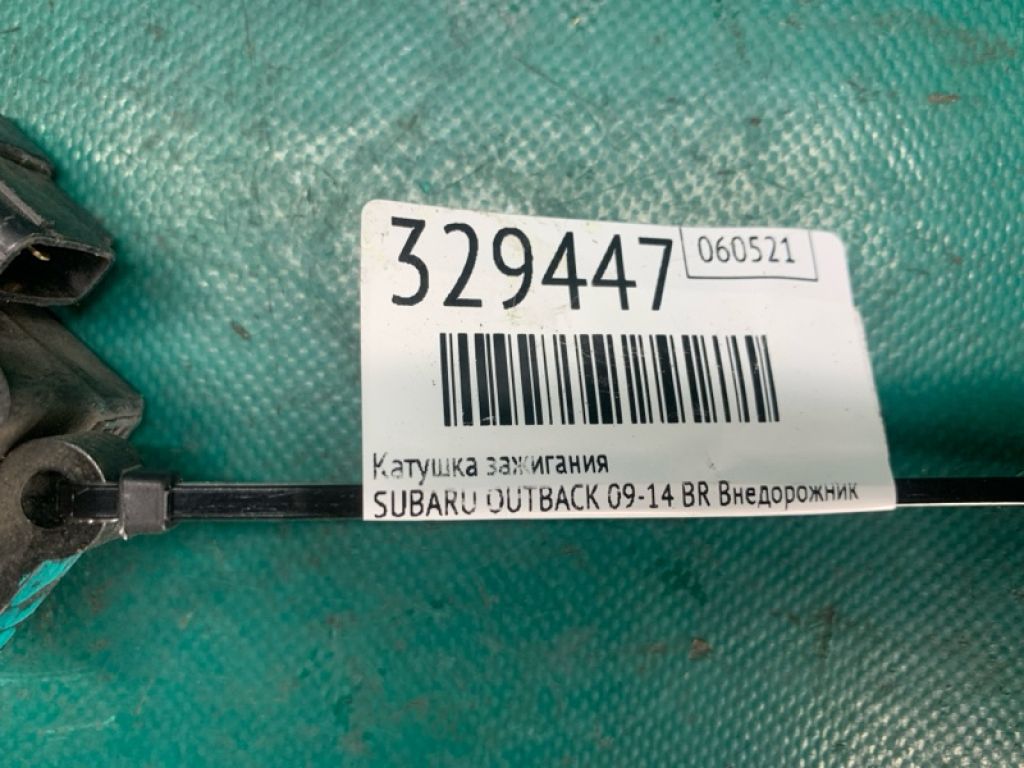 329447
060521
Катушка зажигания
SUBARU OUTBACK 09-14 BR Внедорожник